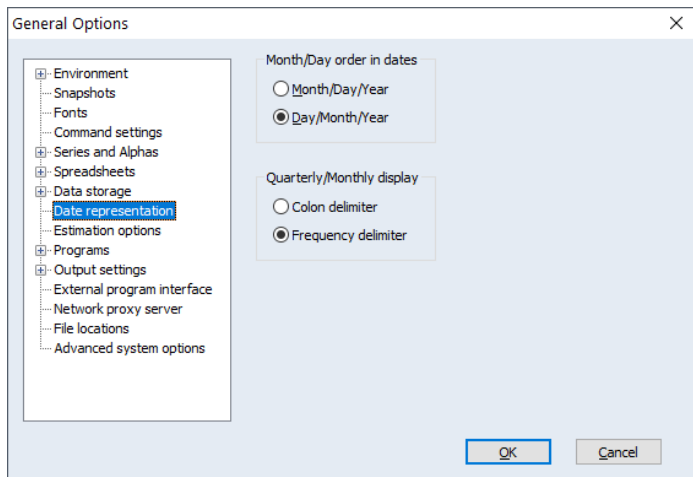 General Options
Environment
Snapshots
Fonts
Command settings
Series and Alphas
Spreadsheets
Data storage
Date representation
Estimation options
Programs
Output settings
External program interface
Network proxy server
File locations
Advanced system options
Month/Day order in dates
Month/Day/Year
Day/Month/Year
Quarterly/Monthly display
Colon delimiter
Frequency delimiter
OK
Cancel